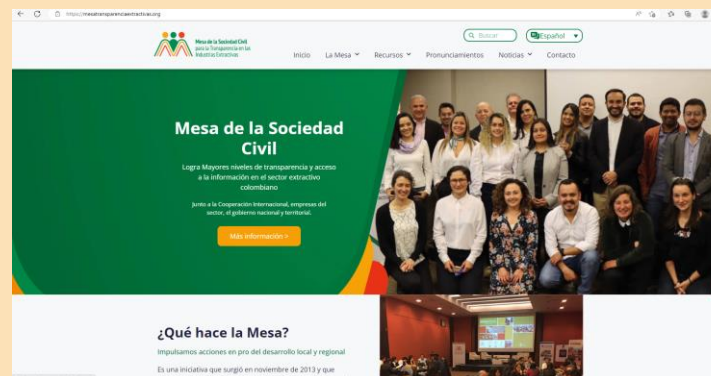 https://mesatransparenciaextractivas.org
Mesa de la Sociedad Civil
para la Transparencia en las
Industrias Extractivas
Buscar
Español
Inicio La Mesa Recursos Pronunciamientos Noticias Contacto
Mesa de la Sociedad
Civil
Logra Mayores niveles de transparencia y acceso
a la información en el sector extractivo
colombiano
Junto a la Cooperación Internacional, empresas del
sector, el gobierno nacional y territorial.
Más información >
¿Qué hace la Mesa?
Impulsamos acciones en pro del desarrollo local y regional
Es una iniciativa que surgió en noviembre de 2013 y que